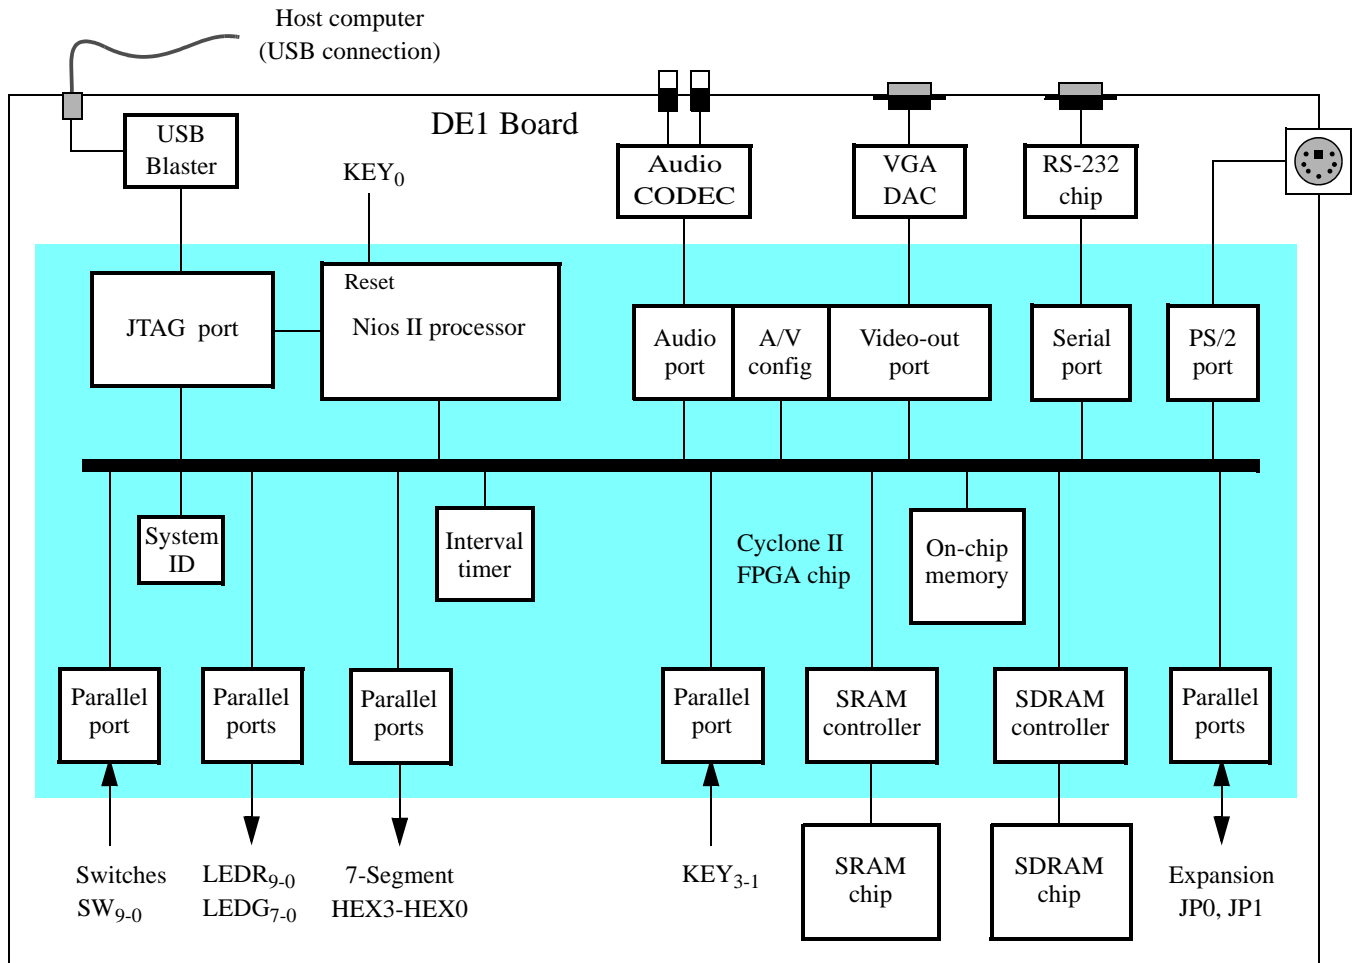 Host computer
(USB connection)
DE1 Board
USB
Blaster
KEY0
Audio
CODEC
VGA
DAC
RS-232
chip
JTAG port
Reset
Nios II processor
Audio
port
A/V
config
Video-out
port
Serial
port
PS/2
port
System
ID
Interval
timer
Cyclone II
FPGA chip
On-chip
memory
Parallel
port
Parallel
ports
Parallel
ports
Parallel
port
SRAM
controller
SDRAM
controller
Parallel
ports
Switches
SW9-0
LEDR9-0
LEDG7-0
7-Segment
HEX3-HEX0
KEY3-1
SRAM
chip
SDRAM
chip
Expansion
JP0, JP1